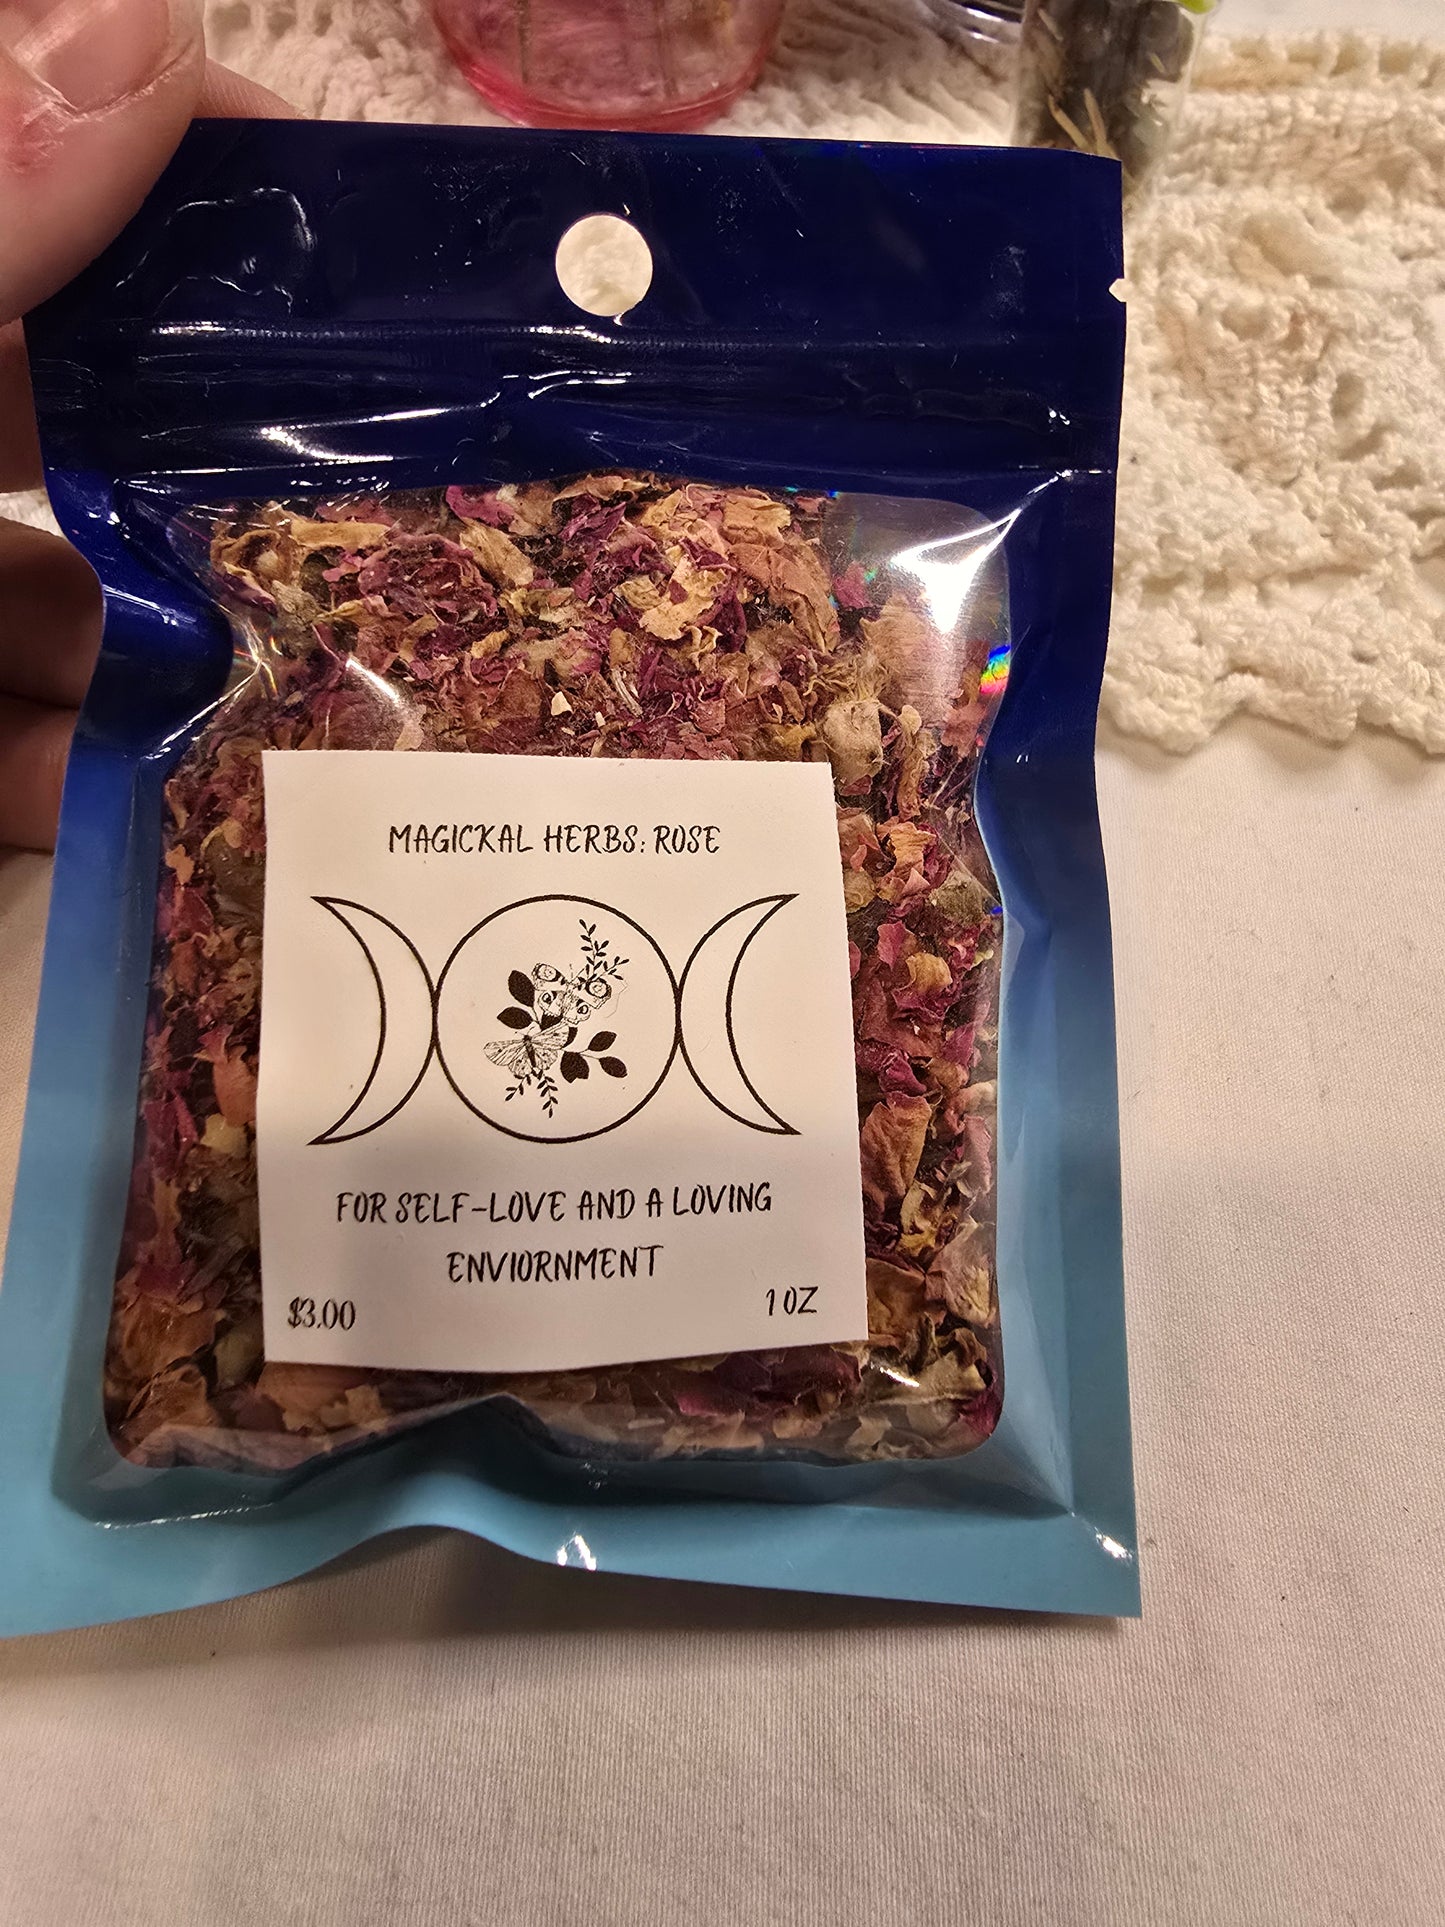 MAGICKAL HERBS: ROSE
FOR SELF-LOVE AND A LOVING
ENVIORNMENT
$3.00
1 OZ